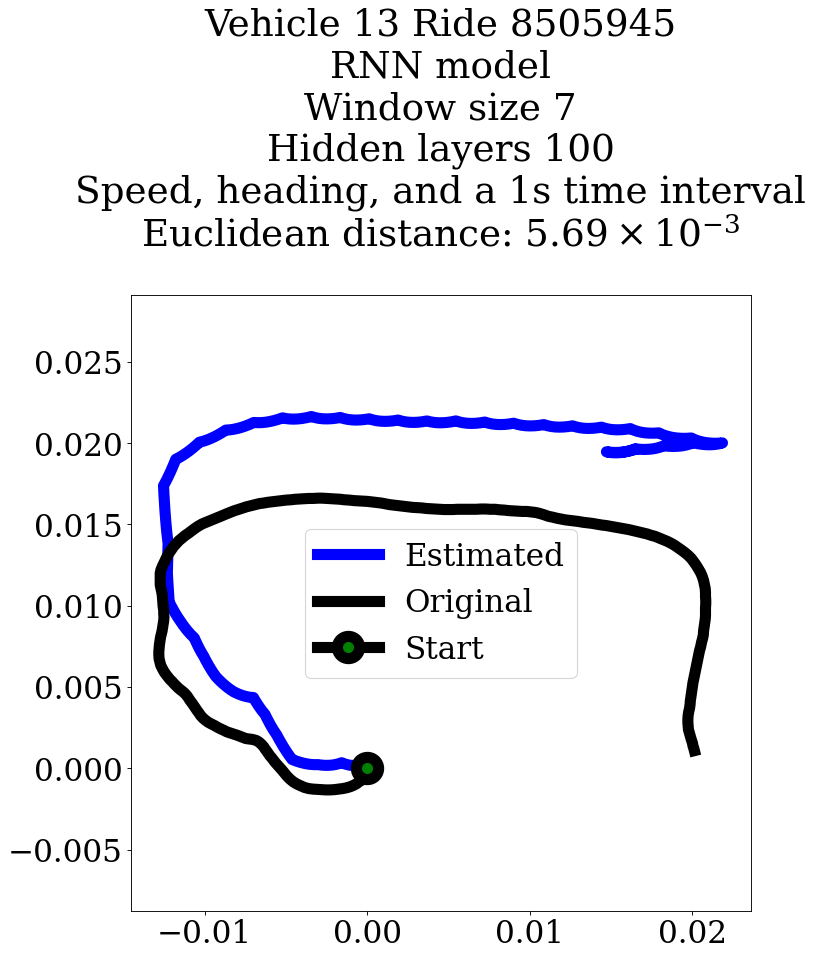 Vehicle 13 Ride 8505945
RNN model
Window size 7
Hidden layers 100
Speed, heading, and a 1s time interval
Euclidean distance: 5.69 × 10⁻³
0.025
0.020
0.015
0.010
0.005
0.000
−0.005
Estimated
Original
Start
−0.01 0.00 0.01 0.02